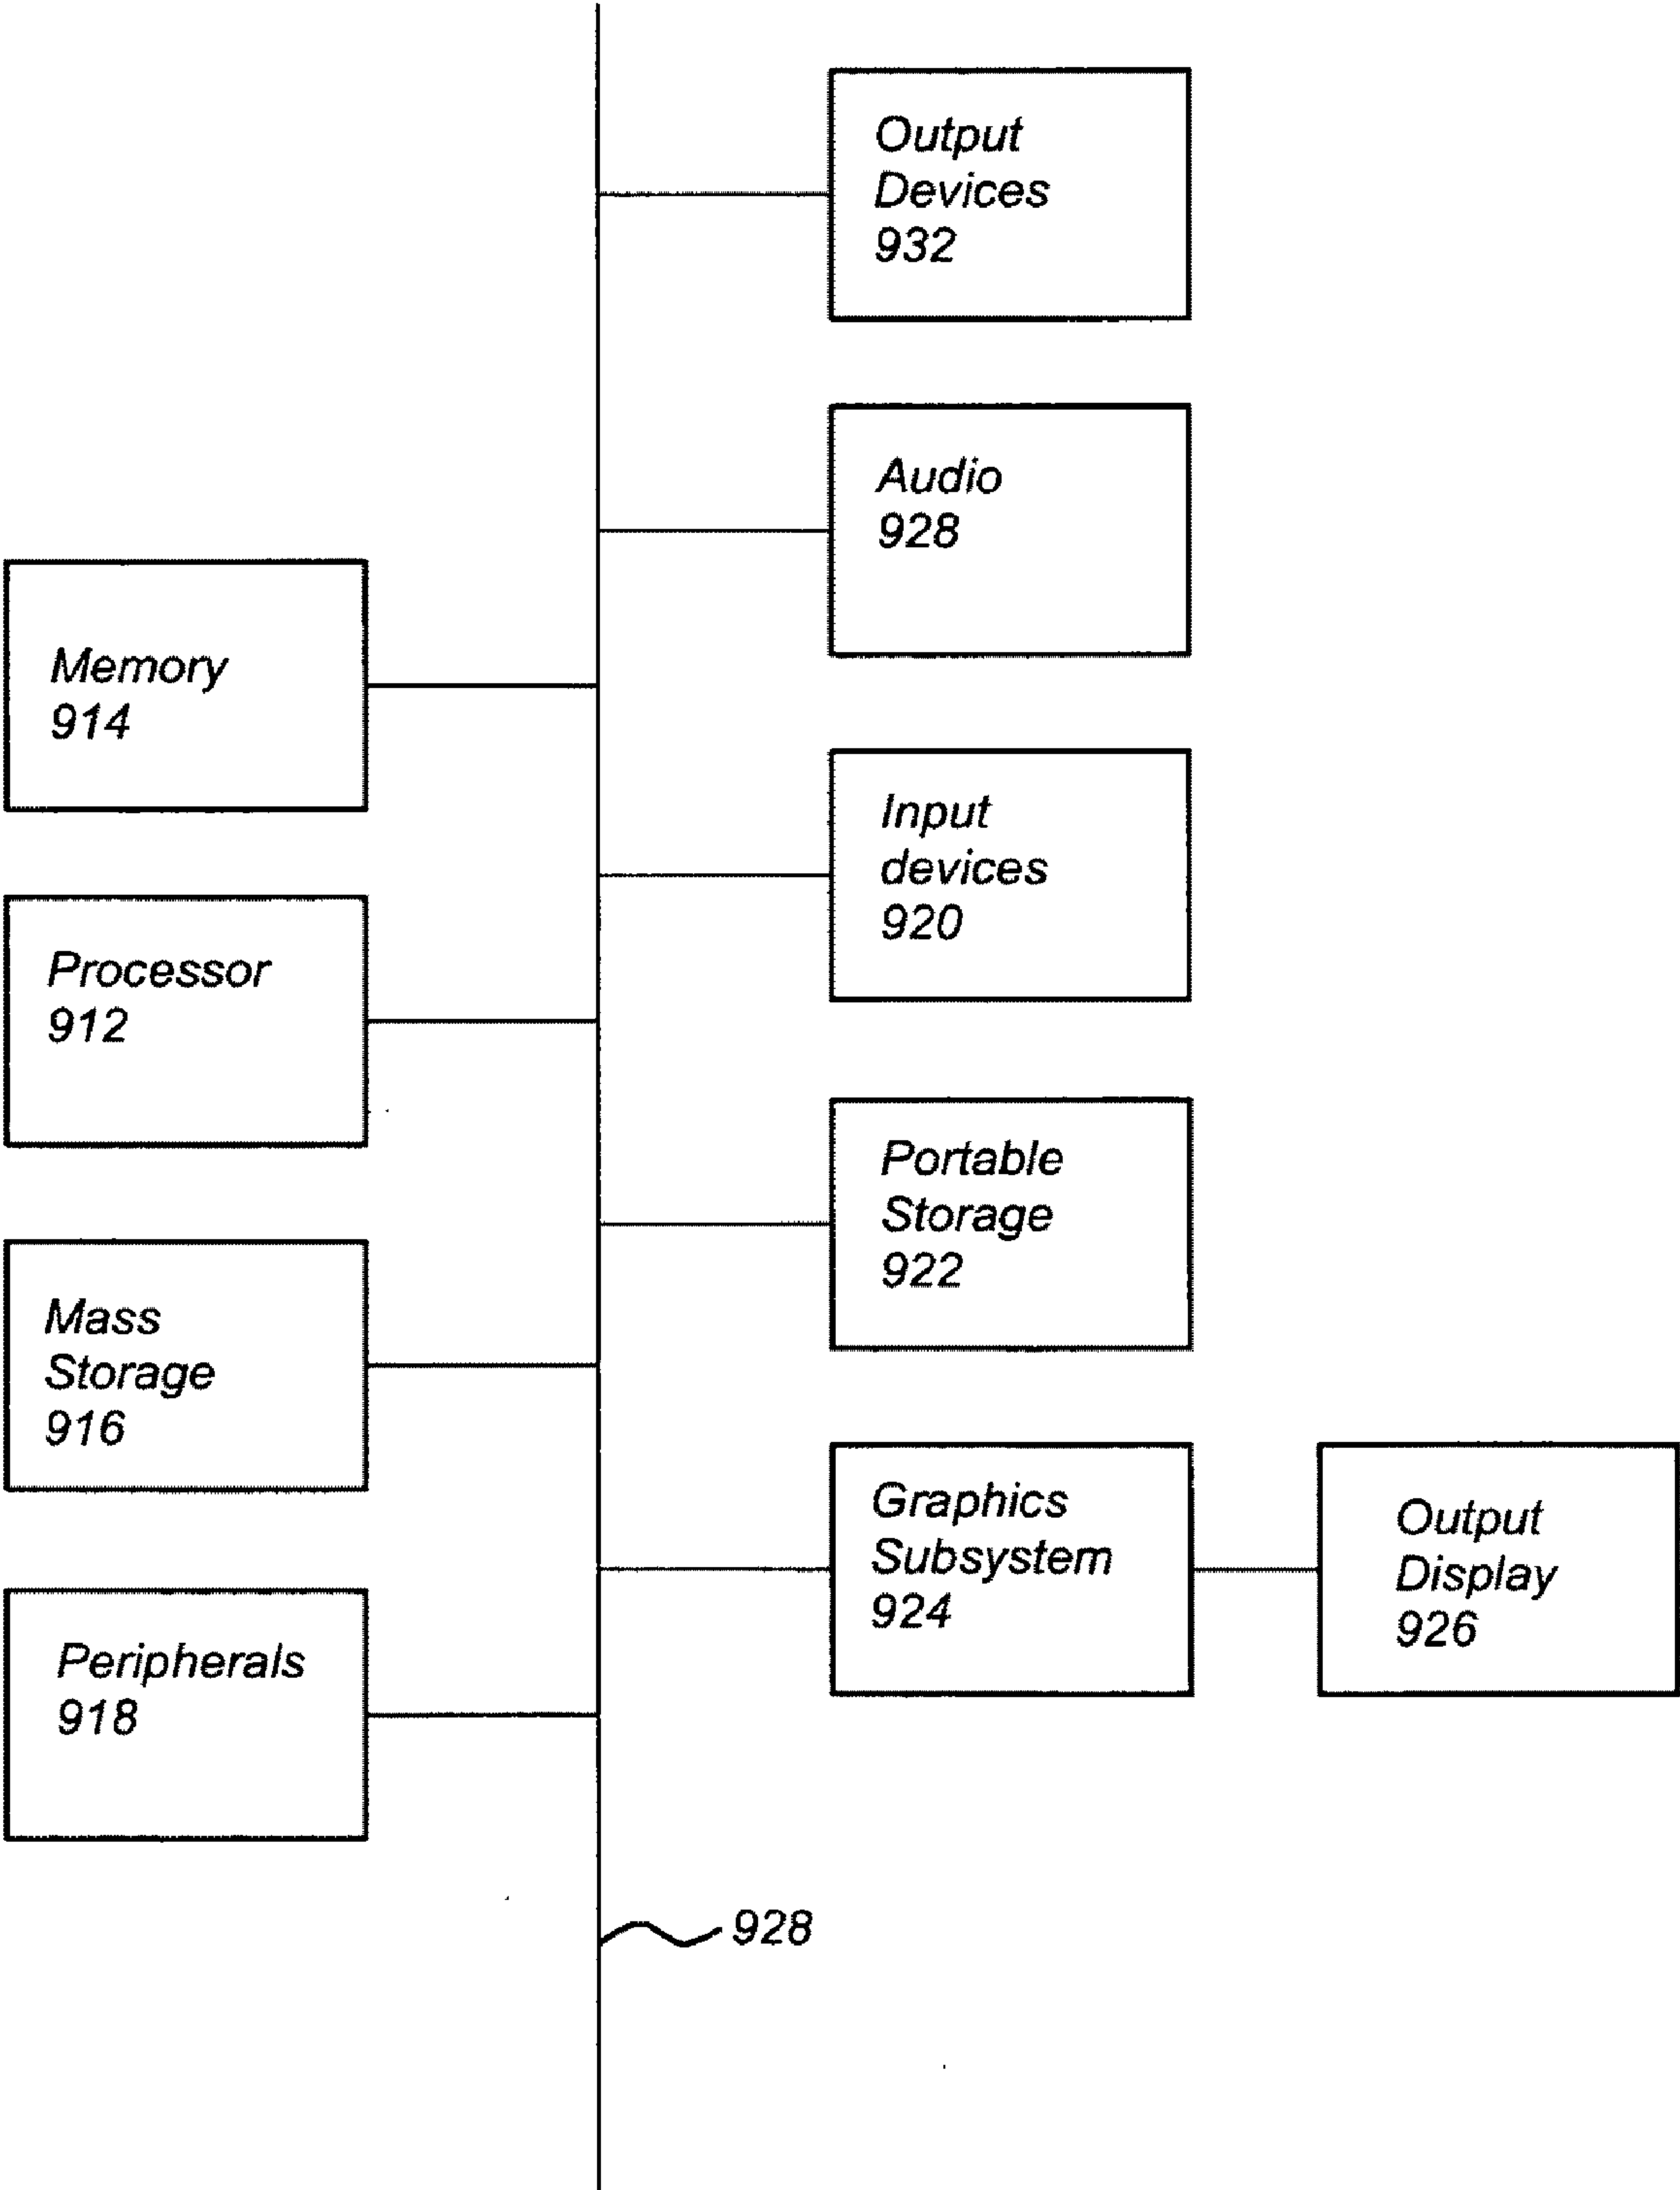 Output
Devices
932
Audio
928
Memory
914
Input
devices
920
Processor
912
Portable
Storage
922
Mass
Storage
916
Graphics
Subsystem
924
Output
Display
926
Peripherals
918
928